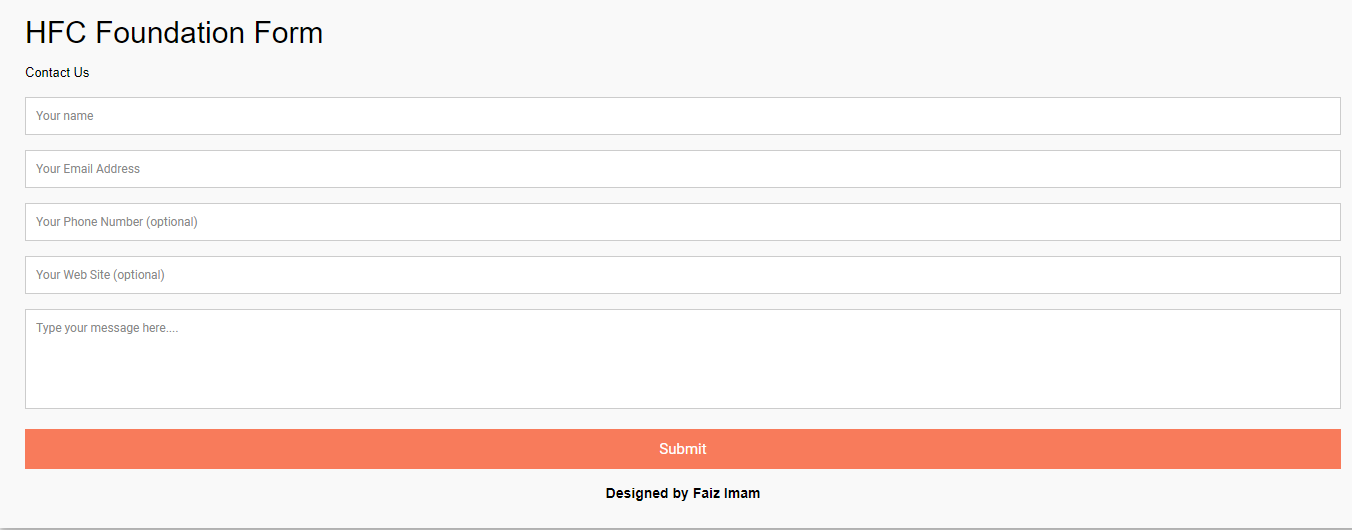 HFC Foundation Form
Contact Us
Your name
Your Email Address
Your Phone Number (optional)
Your Web Site (optional)
Type your message here....
Submit
Designed by Faiz Imam